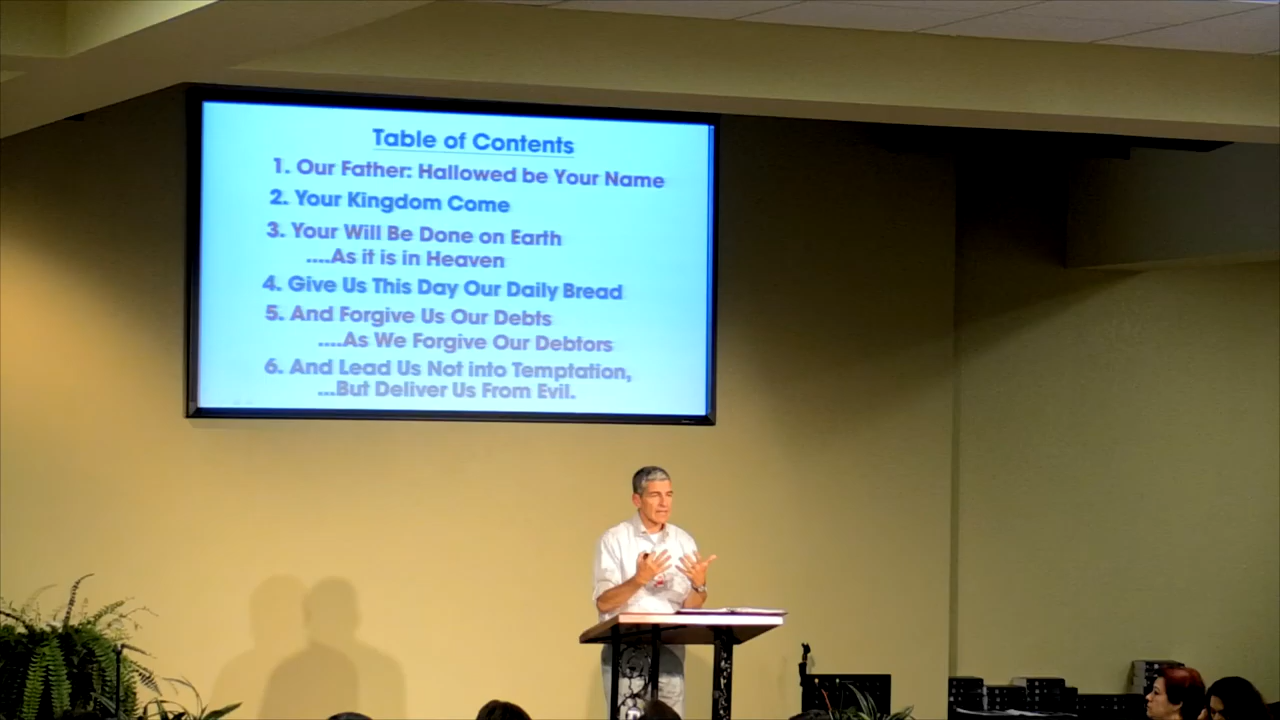 Table of Contents
1. Our Father: Hallowed be Your Name
2. Your Kingdom Come
3. Your Will Be Done on Earth
....As it is in Heaven
4. Give Us This Day Our Daily Bread
5. And Forgive Us Our Debts
....As We Forgive Our Debtors
6. And Lead Us Not into Temptation,
...But Deliver Us From Evil.